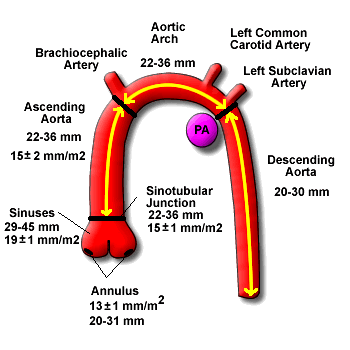 Aortic
Arch
22-36 mm
Left Common
Carotid Artery
Brachiocephalic
Artery
Left Subclavian
Artery
Ascending
Aorta
22-36 mm
15± 2 mm/m2
PA
Descending
Aorta
20-30 mm
Sinotubular
Junction
22-36 mm
15±1 mm/m2
Sinuses
29-45 mm
19±1 mm/m2
Annulus
13±1 mm/m2
20-31 mm